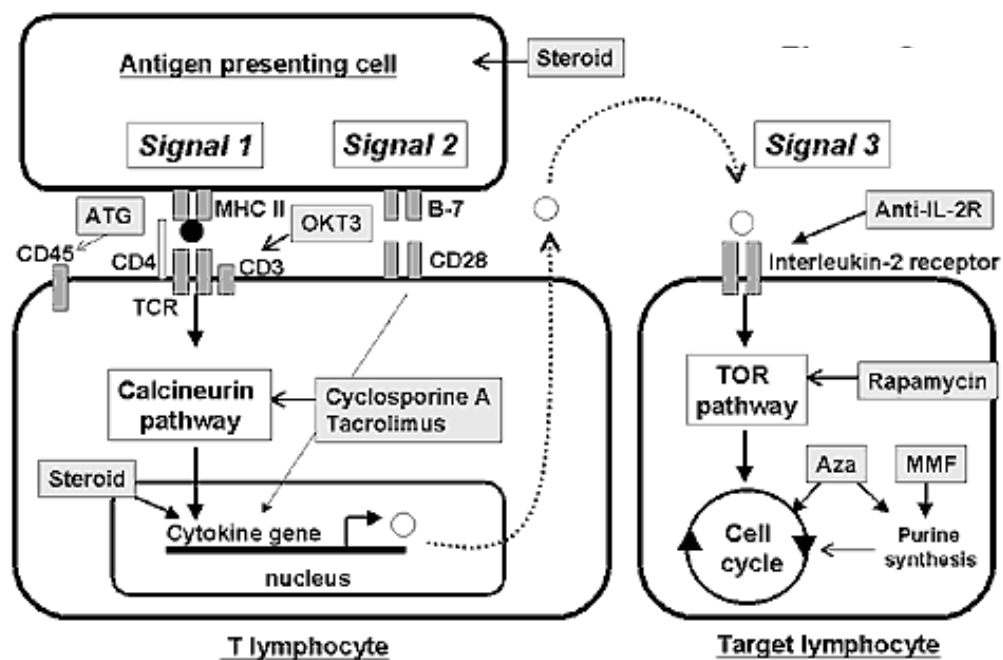 Antigen presenting cell
Steroid
Signal 1
Signal 2
Signal 3
ATG
MHC II
OKT3
B-7
Anti-IL-2R
CD45
CD4
CD3
CD28
Interleukin-2 receptor
TCR
Calcineurin
pathway
Cyclosporine A
Tacrolimus
TOR
pathway
Rapamycin
Steroid
Aza
MMF
Cytokine gene
Cell
cycle
Purine
synthesis
nucleus
T lymphocyte
Target lymphocyte